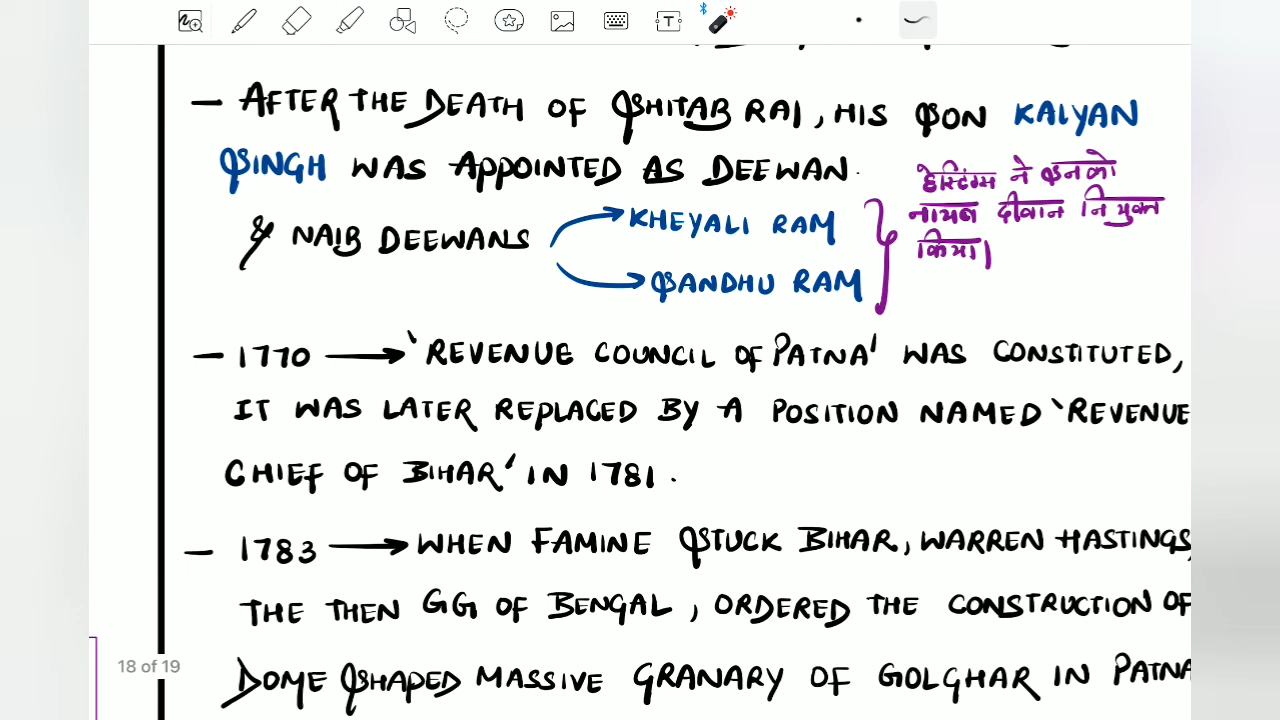 – AFTER THE DEATH OF SHITAB RAI, HIS SON KALYAN
SINGH WAS APPOINTED AS DEEWAN.
& NAIB DEEWANS → KHEYALI RAM
→ SANDHU RAM
हेस्टिंग्स ने इनको
नायब दीवान नियुक्त
किया।
– 1770 → 'REVENUE COUNCIL OF PATNA' WAS CONSTITUTED,
IT WAS LATER REPLACED BY A POSITION NAMED 'REVENUE
CHIEF OF BIHAR' IN 1781.
– 1783 → WHEN FAMINE STUCK BIHAR, WARREN HASTINGS,
THE THEN GG OF BENGAL, ORDERED THE CONSTRUCTION OF
DOME SHAPED MASSIVE GRANARY OF GOLGHAR IN PATNA
18 of 19